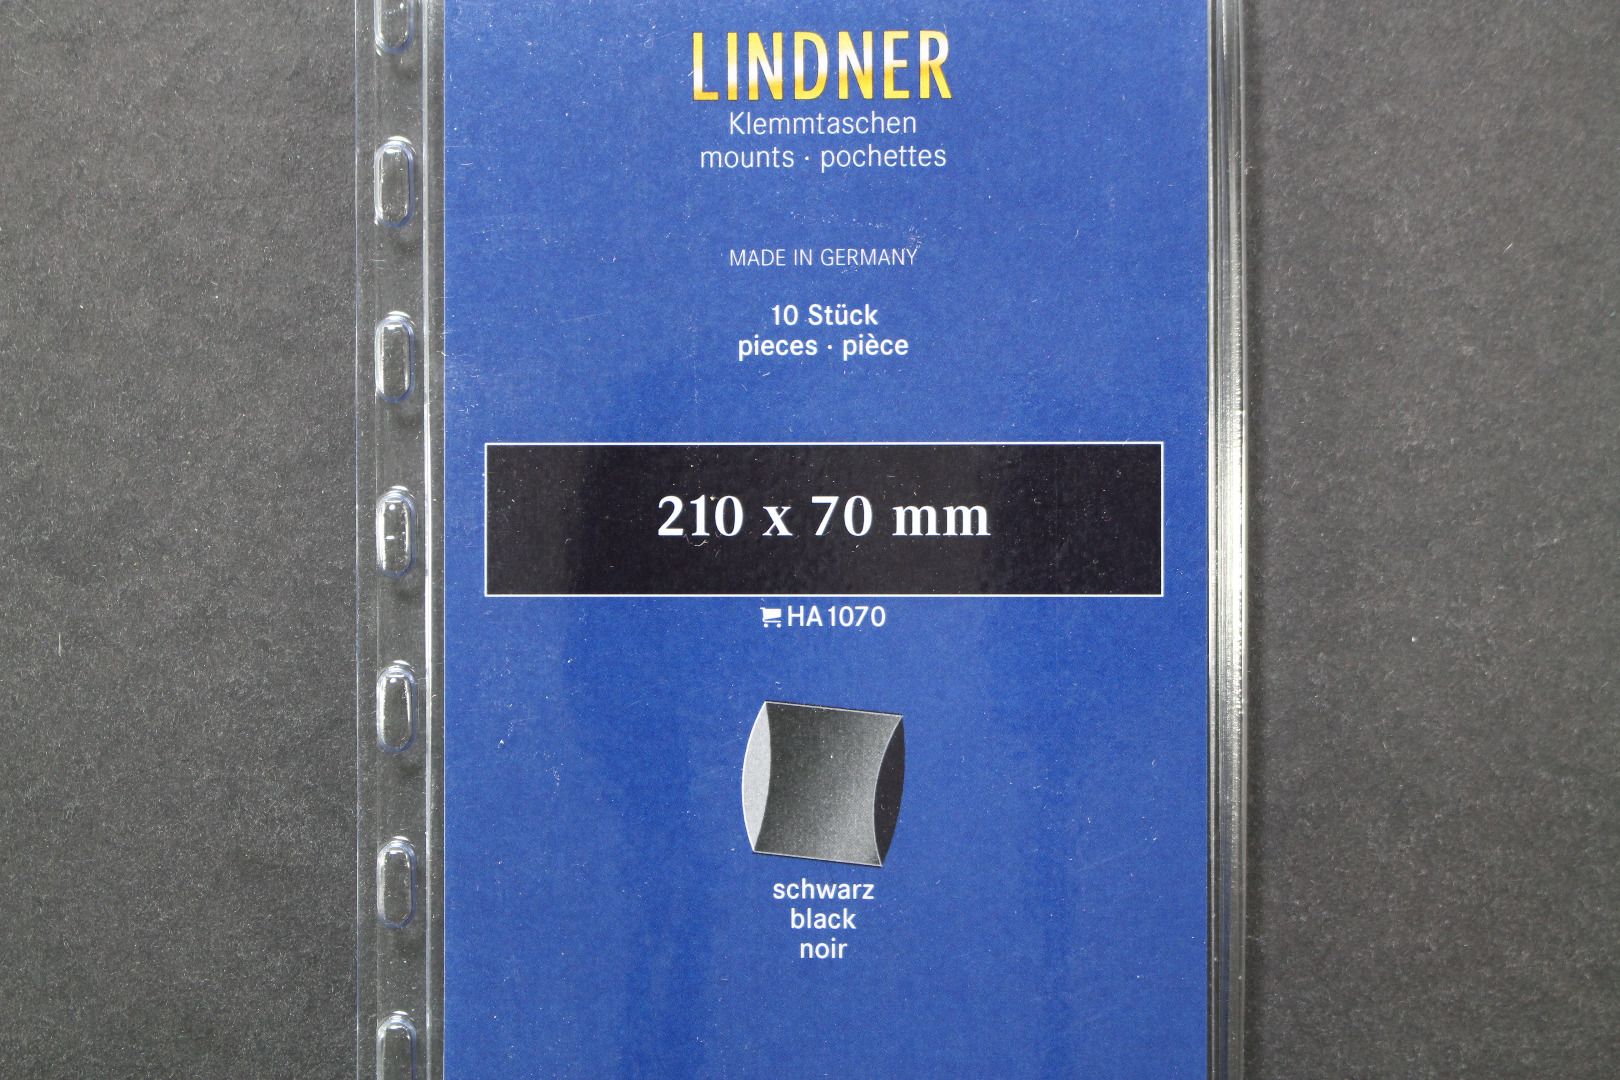 LINDNER
Klemmtaschen
mounts · pochettes
MADE IN GERMANY
10 Stück
pieces · pièce
210 x 70 mm
HA1070
schwarz
black
noir